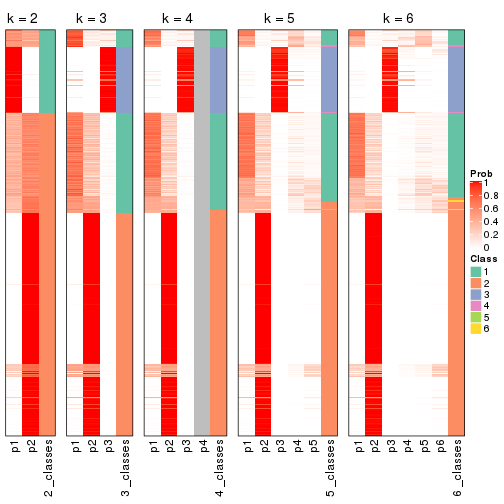 k = 2
k = 3
k = 4
k = 5
k = 6
Prob
1
0.8
0.6
0.4
0.2
0
Class
1
2
3
4
5
6
p1
p2
2_classes
p1
p2
p3
3_classes
p1
p2
p3
p4
4_classes
p1
p2
p3
p4
p5
5_classes
p1
p2
p3
p4
p5
p6
6_classes